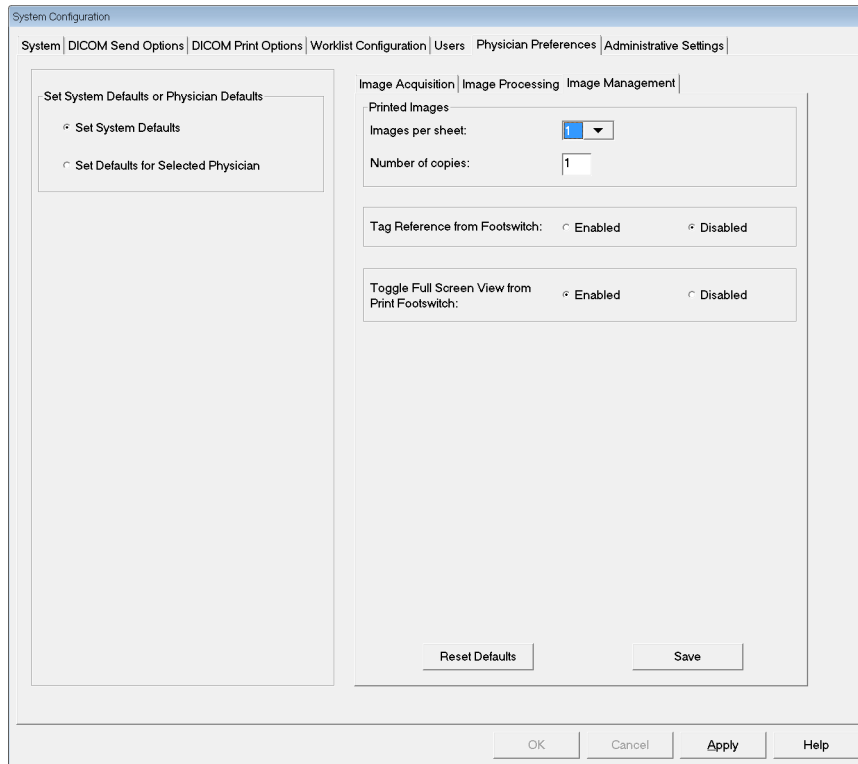 System Configuration
System DICOM Send Options DICOM Print Options Worklist Configuration Users Physician Preferences Administrative Settings
Set System Defaults or Physician Defaults
Set System Defaults
Set Defaults for Selected Physician
Image Acquisition Image Processing Image Management
Printed Images
Images per sheet: 1
Number of copies: 1
Tag Reference from Footswitch: Enabled Disabled
Toggle Full Screen View from
Print Footswitch: Enabled Disabled
Reset Defaults Save
OK Cancel Apply Help